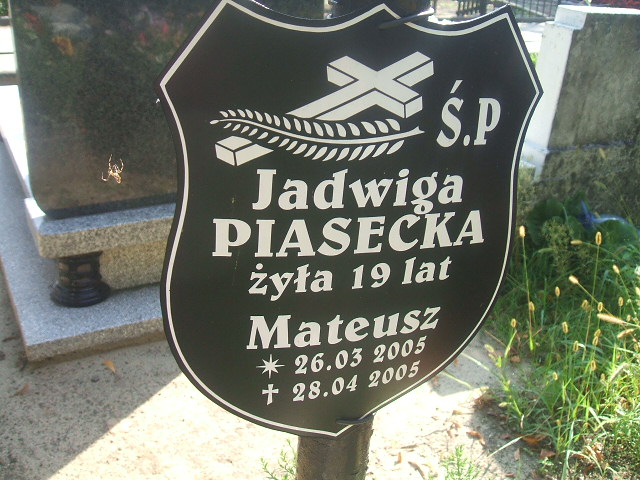 Ś.P
Jadwiga
PIASECKA
żyła 19 lat
Mateusz
✴ 26.03 2005
✝ 28.04 2005